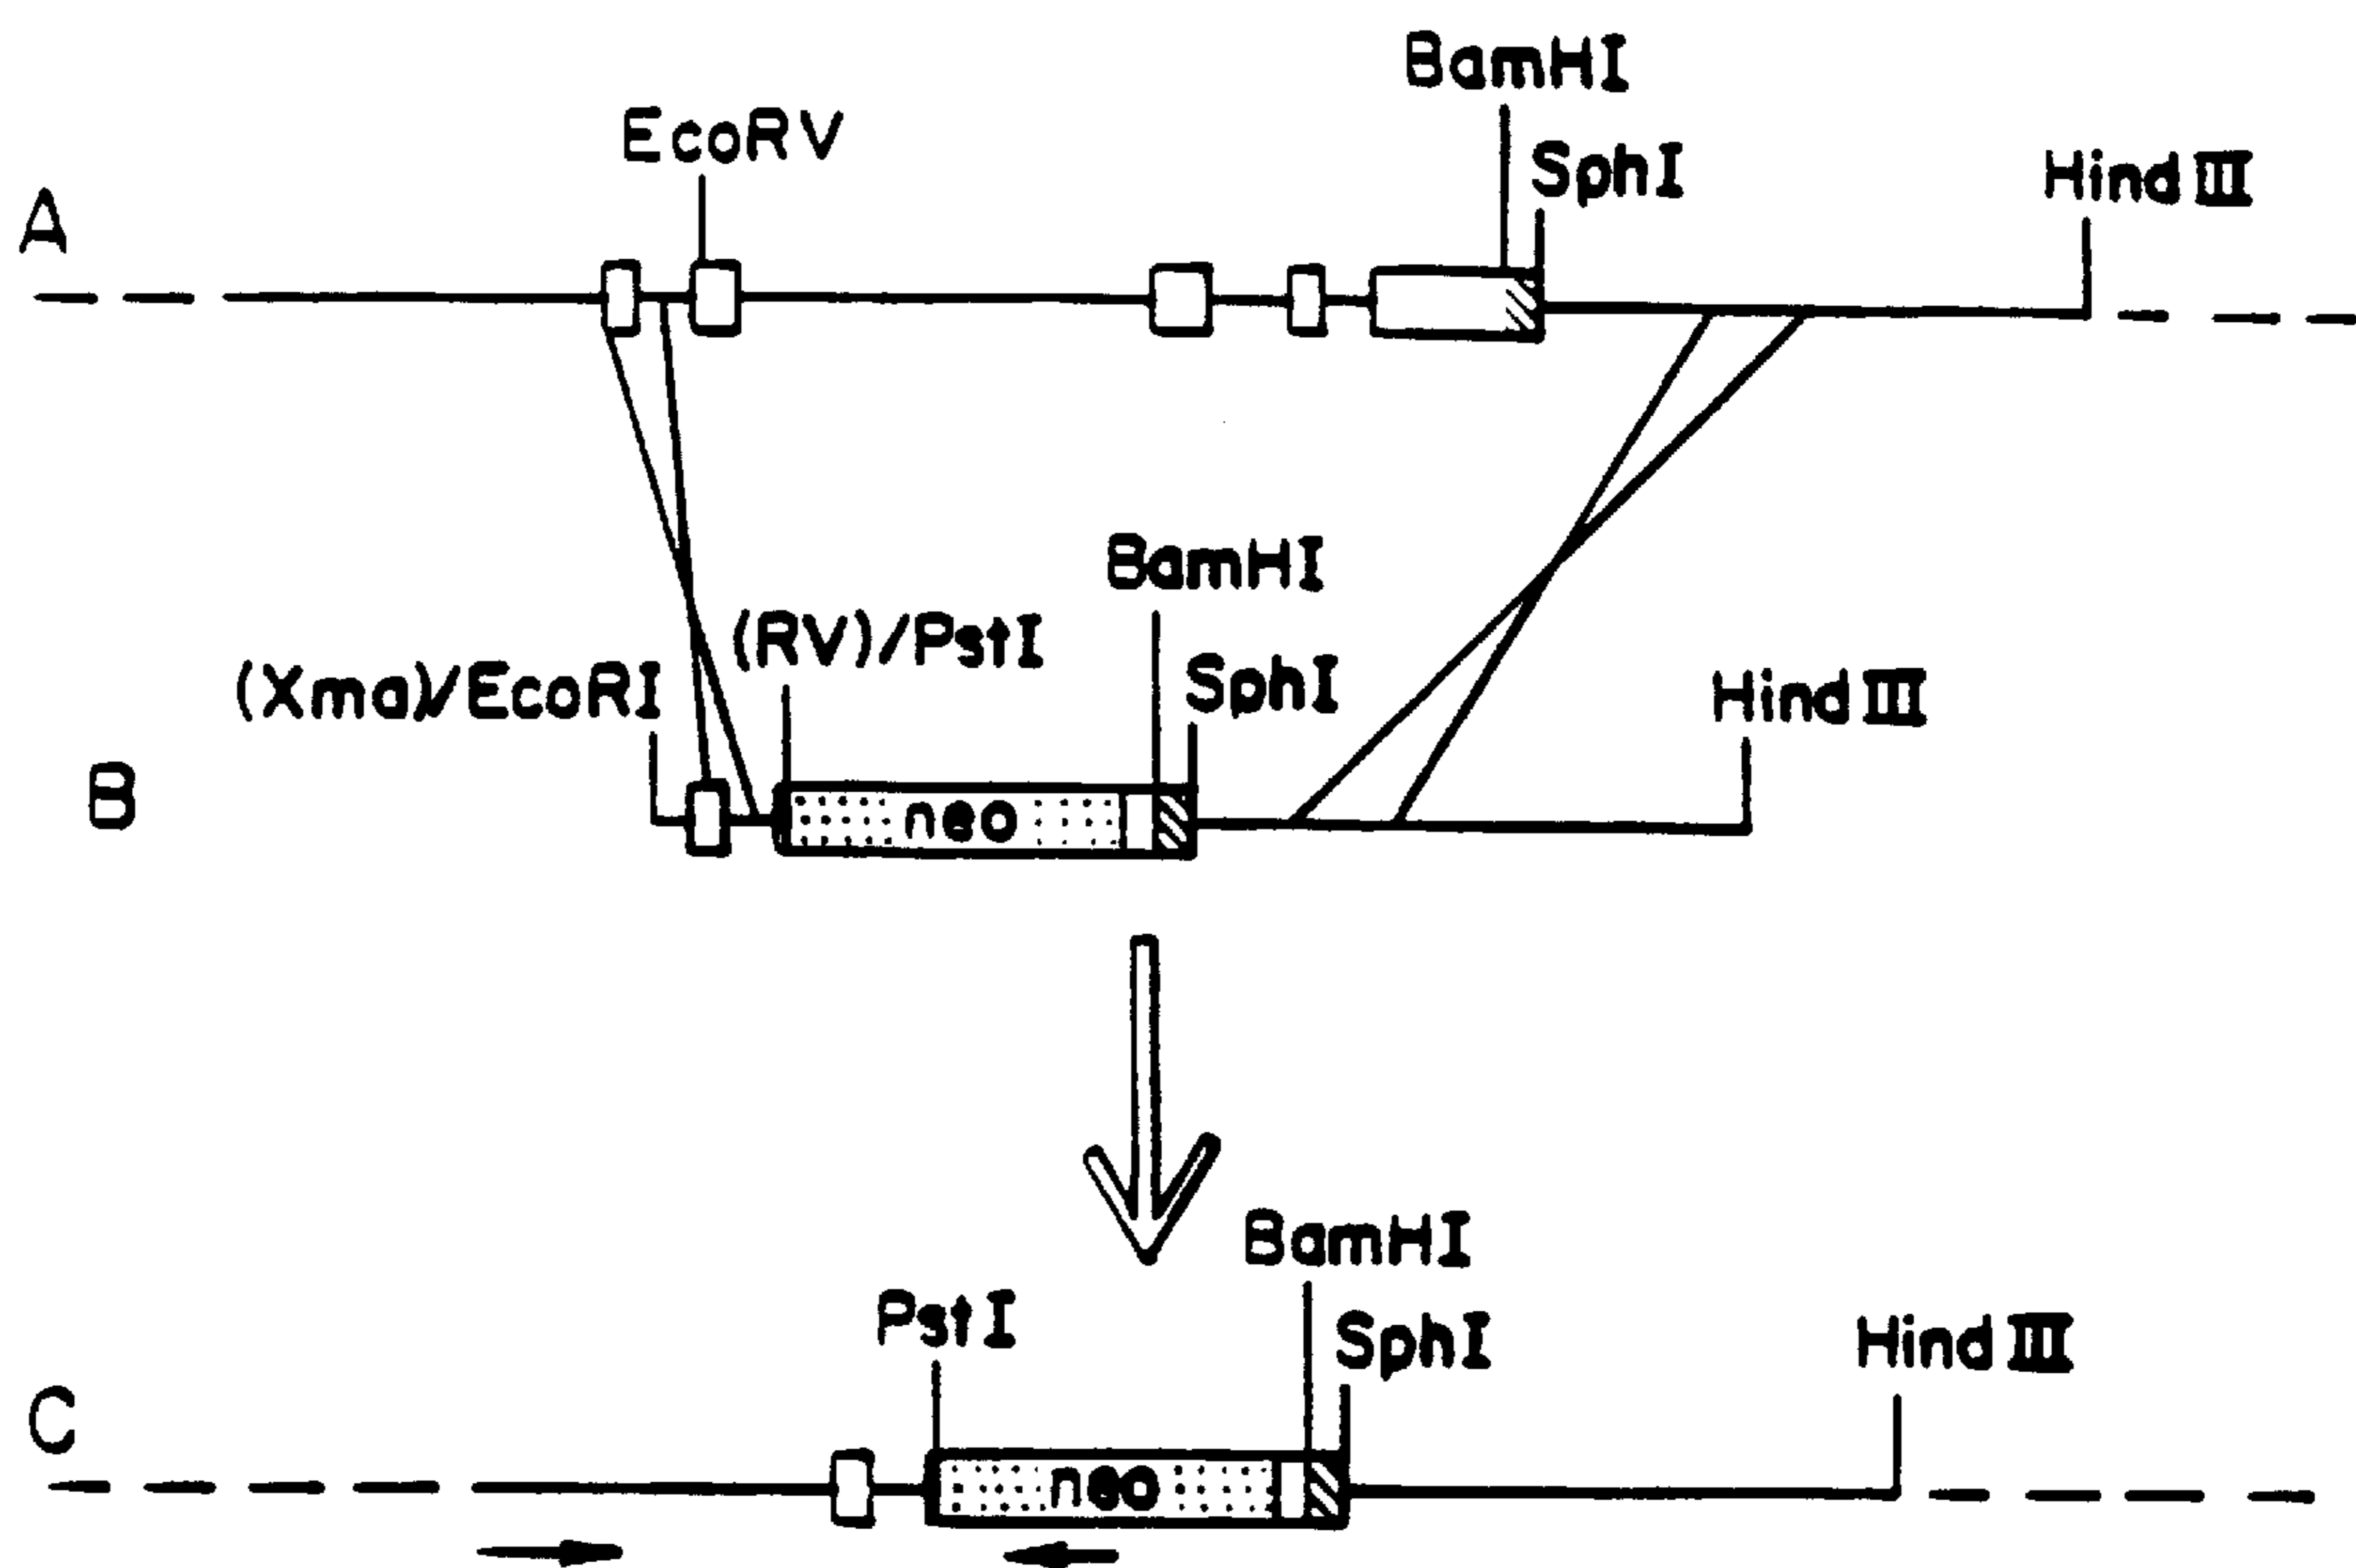 A
EcoRV
BamHI
SphI
HindIII
B
(Xma)/EcoRI
(RV)/PstI
BamHI
SphI
HindIII
neo
C
PstI
BamHI
SphI
HindIII
neo